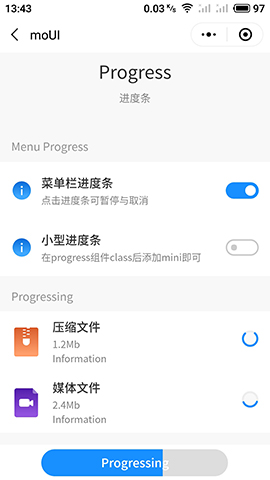 13:43
0.03 K/s
97
moUI
Progress
进度条
Menu Progress
菜单栏进度条
点击进度条可暂停与取消
小型进度条
在progress组件class后添加mini即可
Progressing
压缩文件
1.2Mb
Information
媒体文件
2.4Mb
Information
Progressing